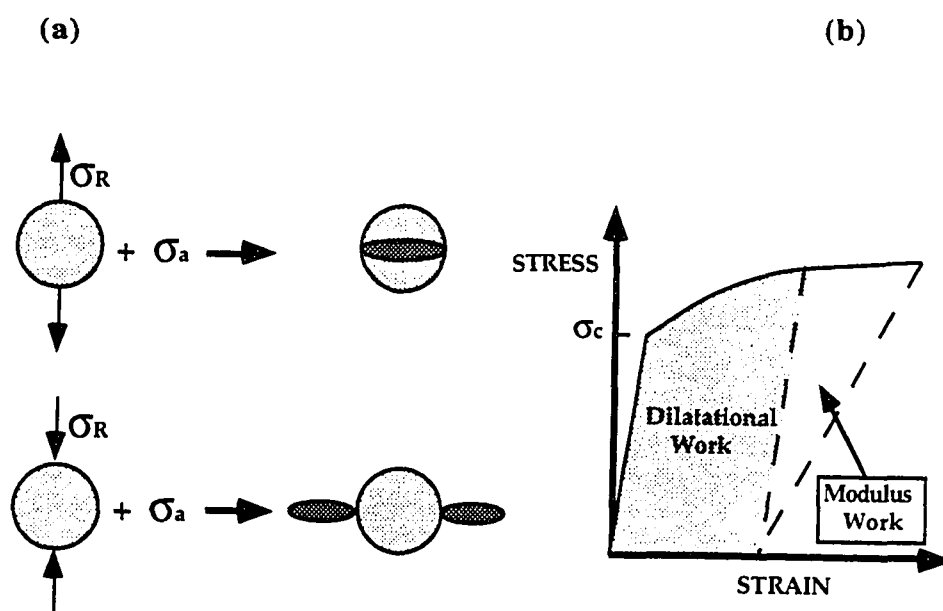 (a)
(b)
σR
+ σa
σR
+ σa
STRESS
σc
Dilatational
Work
Modulus
Work
STRAIN